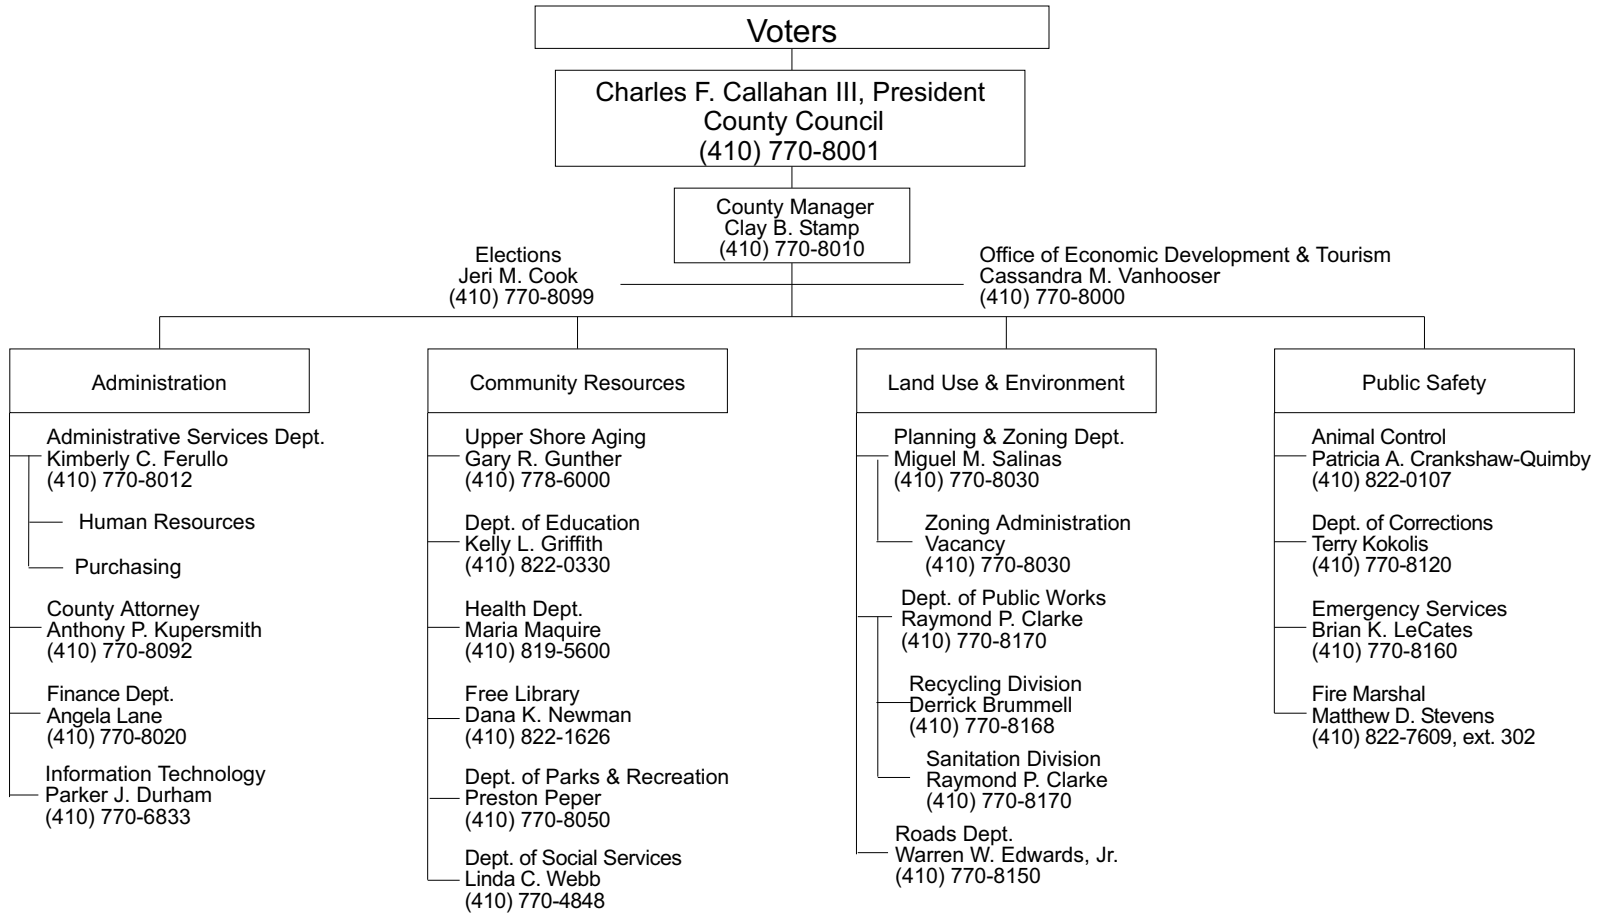 Voters
Charles F. Callahan III, President
County Council
(410) 770-8001
County Manager
Clay B. Stamp
(410) 770-8010
Elections
Jeri M. Cook
(410) 770-8099
Office of Economic Development & Tourism
Cassandra M. Vanhooser
(410) 770-8000
Administration
Administrative Services Dept.
Kimberly C. Ferullo
(410) 770-8012
Human Resources
Purchasing
County Attorney
Anthony P. Kupersmith
(410) 770-8092
Finance Dept.
Angela Lane
(410) 770-8020
Information Technology
Parker J. Durham
(410) 770-6833
Community Resources
Upper Shore Aging
Gary R. Gunther
(410) 778-6000
Dept. of Education
Kelly L. Griffith
(410) 822-0330
Health Dept.
Maria Maquire
(410) 819-5600
Free Library
Dana K. Newman
(410) 822-1626
Dept. of Parks & Recreation
Preston Peper
(410) 770-8050
Dept. of Social Services
Linda C. Webb
(410) 770-4848
Land Use & Environment
Planning & Zoning Dept.
Miguel M. Salinas
(410) 770-8030
Zoning Administration
Vacancy
(410) 770-8030
Dept. of Public Works
Raymond P. Clarke
(410) 770-8170
Recycling Division
Derrick Brummell
(410) 770-8168
Sanitation Division
Raymond P. Clarke
(410) 770-8170
Roads Dept.
Warren W. Edwards, Jr.
(410) 770-8150
Public Safety
Animal Control
Patricia A. Crankshaw-Quimby
(410) 822-0107
Dept. of Corrections
Terry Kokolis
(410) 770-8120
Emergency Services
Brian K. LeCates
(410) 770-8160
Fire Marshal
Matthew D. Stevens
(410) 822-7609, ext. 302